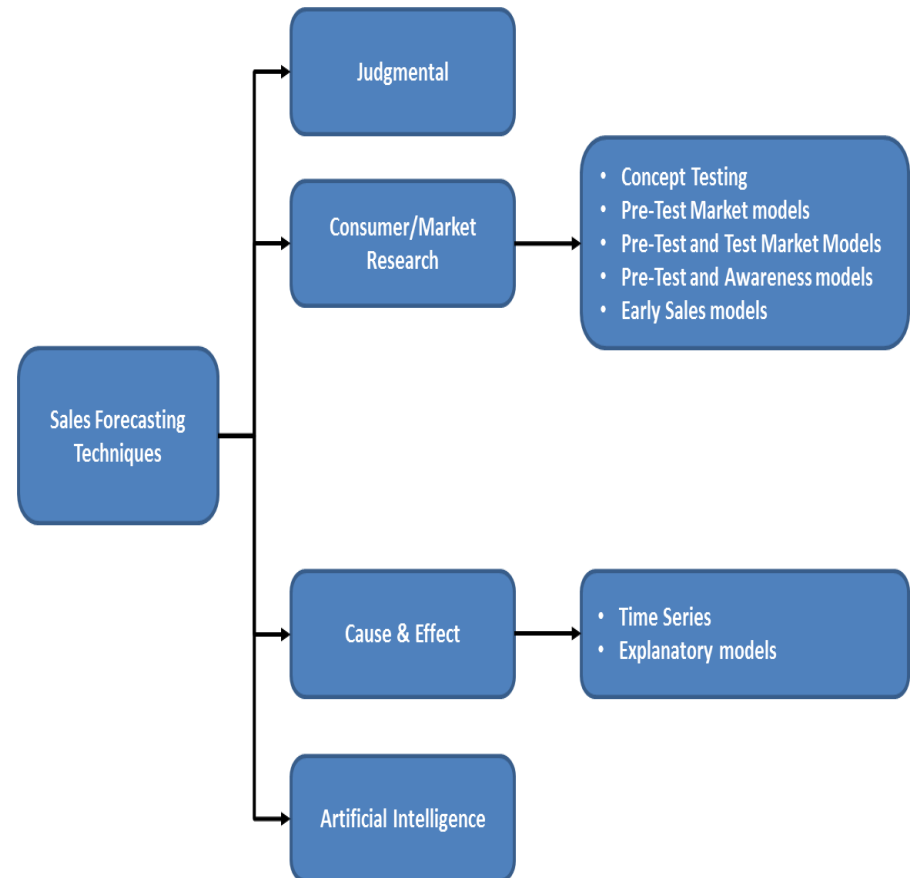 Judgmental
Consumer/Market
Research
• Concept Testing
• Pre-Test Market models
• Pre-Test and Test Market Models
• Pre-Test and Awareness models
• Early Sales models
Sales Forecasting
Techniques
Cause & Effect
• Time Series
• Explanatory models
Artificial Intelligence